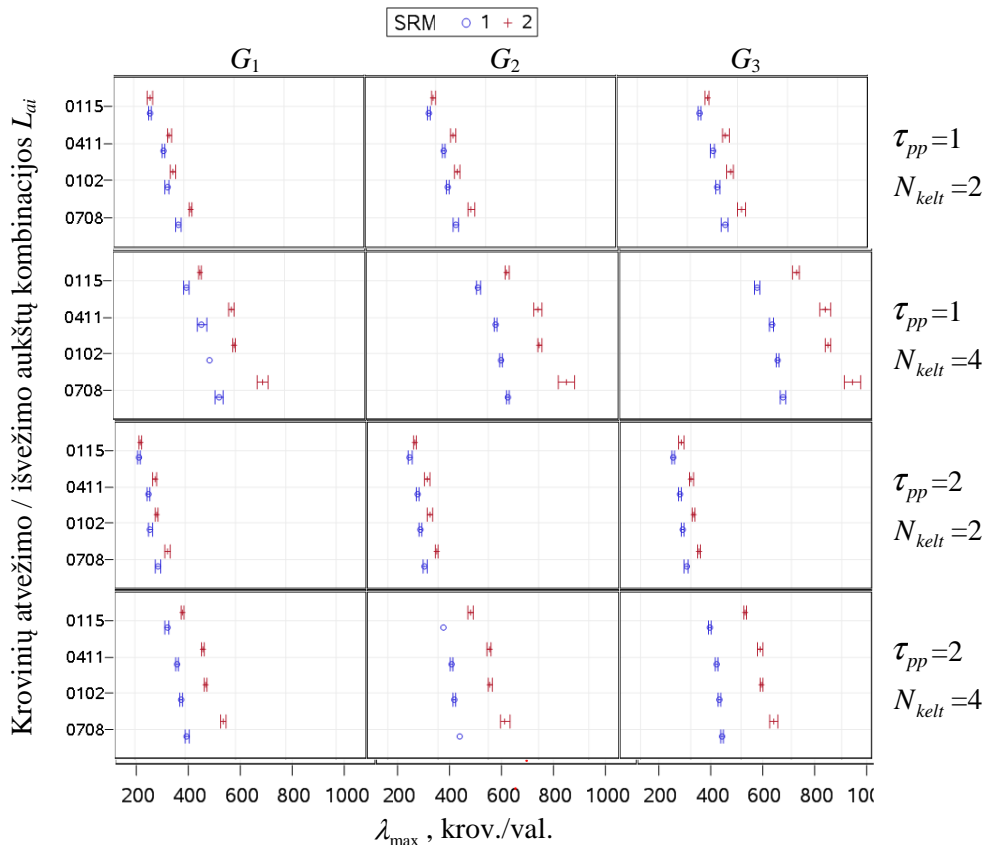 SRM 1 2
G1 G2 G3
Krovinių atvežimo / išvežimo aukštų kombinacijos Lai
0115
0411
0102
0708
τpp=1
Nkelt=2
0115
0411
0102
0708
τpp=1
Nkelt=4
0115
0411
0102
0708
τpp=2
Nkelt=2
0115
0411
0102
0708
τpp=2
Nkelt=4
200 400 600 800 1000 200 400 600 800 1000 200 400 600 800 100
λmax , krov./val.